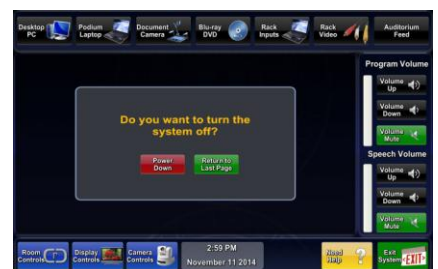 Desktop
PC
Podium
Laptop
Document
Camera
Blu-ray
DVD
Rack
Inputs
Rack
Video
Auditorium
Feed
Program Volume
Volume
Up
Volume
Down
Volume
Mute
Do you want to turn the
system off?
Power
Down
Return to
Last Page
Speech Volume
Volume
Up
Volume
Down
Volume
Mute
Room
Controls
Display
Controls
Camera
Controls
2:59 PM
November 11 2014
Need
Help
?
Exit
System
EXIT